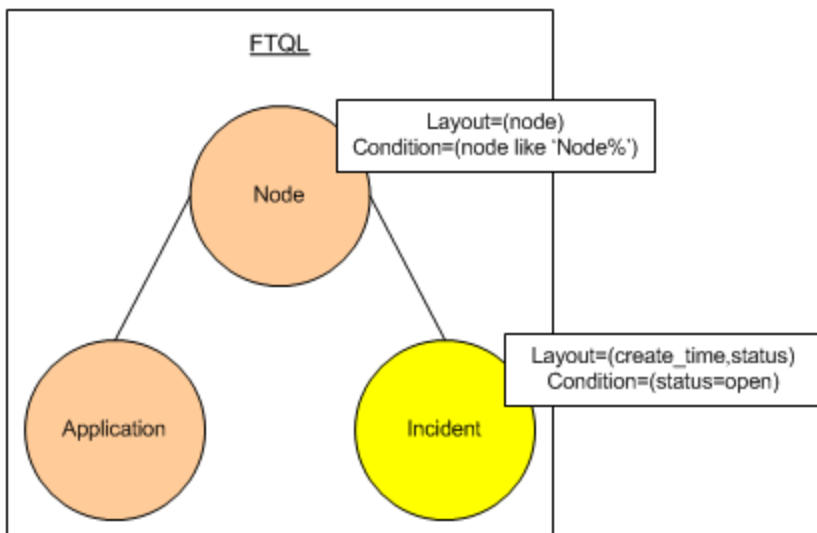 FTQL
Layout=(node)
Condition=(node like ‘Node%’)
Node
Layout=(create_time,status)
Condition=(status=open)
Application
Incident